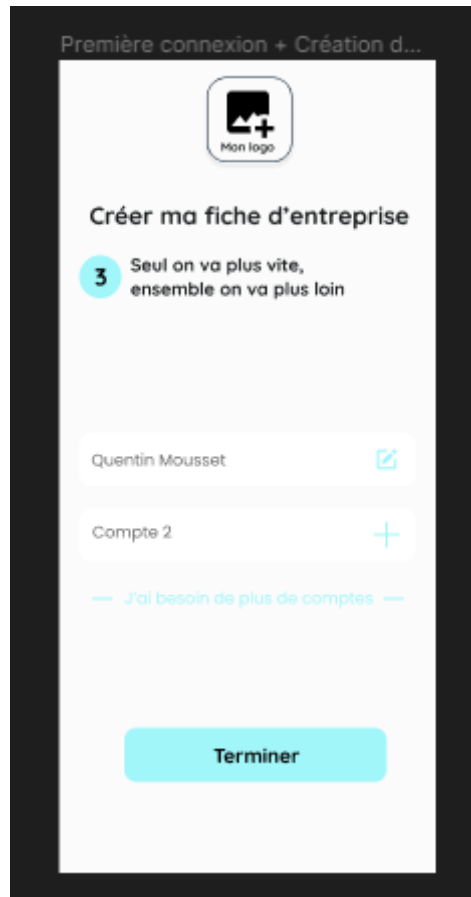 Première connexion + Création d...
Mon logo
Créer ma fiche d'entreprise
3
Seul on va plus vite,
ensemble on va plus loin
Quentin Mousset
Compte 2
J'ai besoin de plus de comptes
Terminer